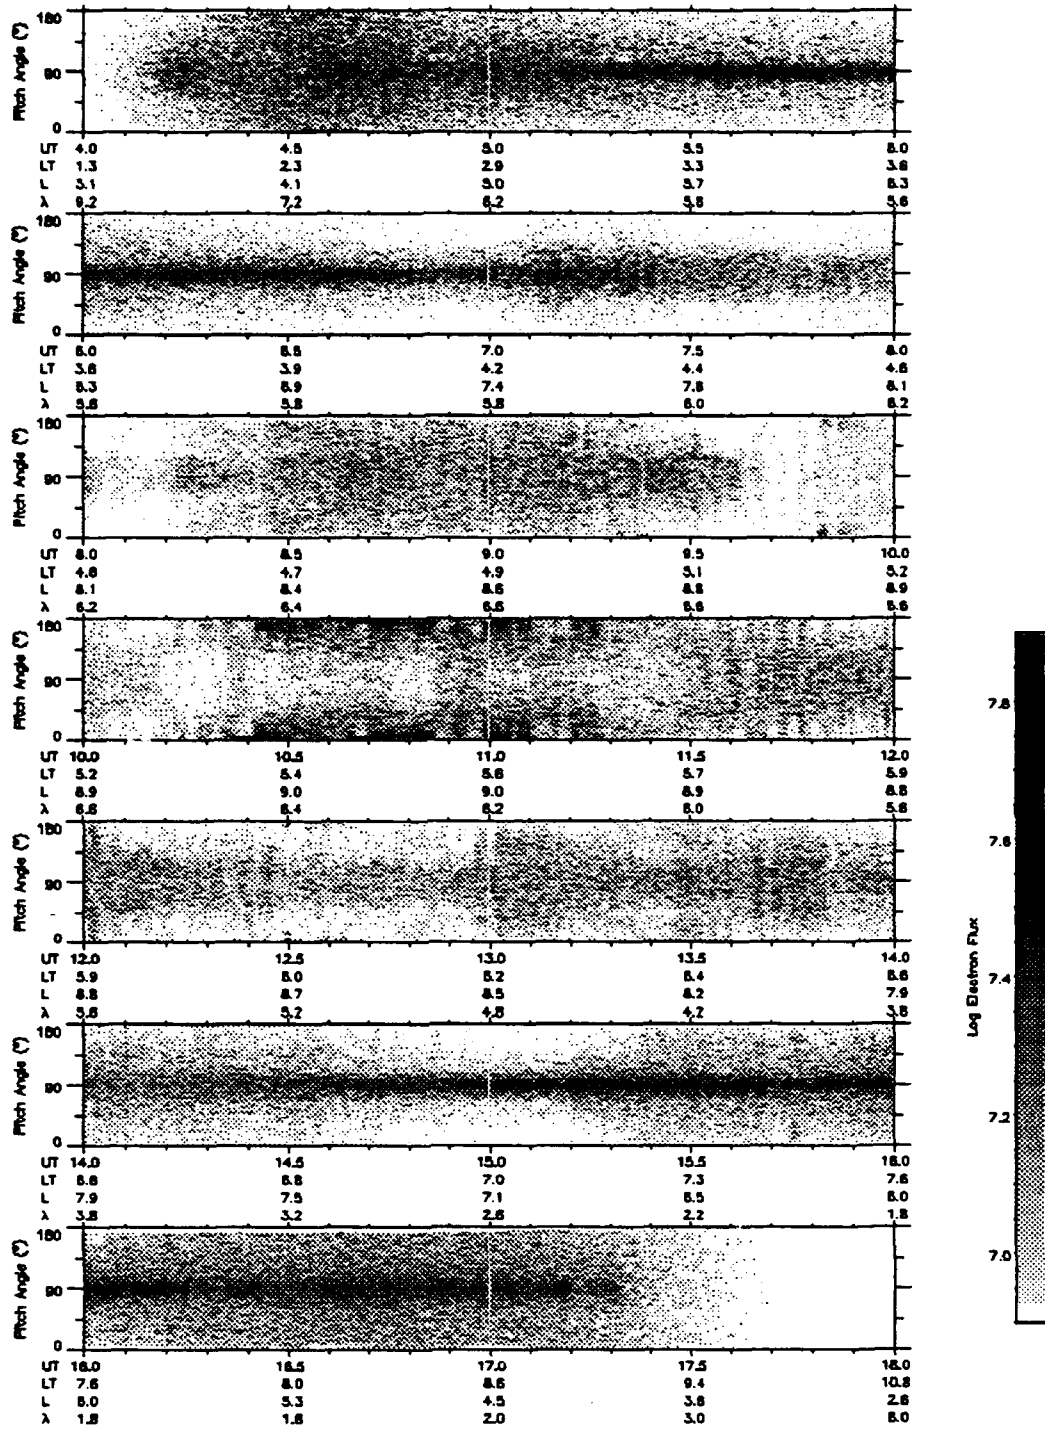 180
Pitch Angle (°)
90
0
UT 4.0 4.5 5.0 5.5 6.0
LT 1.3 2.3 2.9 3.3 3.6
L 3.1 4.1 5.0 5.7 6.3
λ 9.2 7.2 6.2 5.8 5.6
180
Pitch Angle (°)
90
0
UT 6.0 6.5 7.0 7.5 8.0
LT 3.6 3.9 4.2 4.4 4.6
L 6.3 6.9 7.4 7.8 8.1
λ 5.6 5.8 5.8 6.0 6.2
180
Pitch Angle (°)
90
0
UT 8.0 8.5 9.0 9.5 10.0
LT 4.6 4.7 4.9 5.1 5.2
L 8.1 8.4 8.6 8.8 8.9
λ 6.2 6.4 6.6 6.6 6.6
180
Pitch Angle (°)
90
0
UT 10.0 10.5 11.0 11.5 12.0
LT 5.2 5.4 5.6 5.7 5.9
L 8.9 9.0 9.0 8.9 8.8
λ 6.6 6.4 6.2 6.0 5.6
180
Pitch Angle (°)
90
0
UT 12.0 12.5 13.0 13.5 14.0
LT 5.9 6.0 6.2 6.4 6.6
L 8.8 8.7 8.5 8.2 7.9
λ 5.6 5.2 4.8 4.2 3.8
180
Pitch Angle (°)
90
0
UT 14.0 14.5 15.0 15.5 16.0
LT 6.6 6.8 7.0 7.3 7.6
L 7.9 7.5 7.1 6.5 6.0
λ 3.8 3.2 2.6 2.2 1.8
180
Pitch Angle (°)
90
0
UT 16.0 16.5 17.0 17.5 18.0
LT 7.6 8.0 8.6 9.4 10.8
L 6.0 5.3 4.5 3.6 2.6
λ 1.8 1.6 2.0 3.0 6.0
Log Electron Flux
7.8
7.6
7.4
7.2
7.0